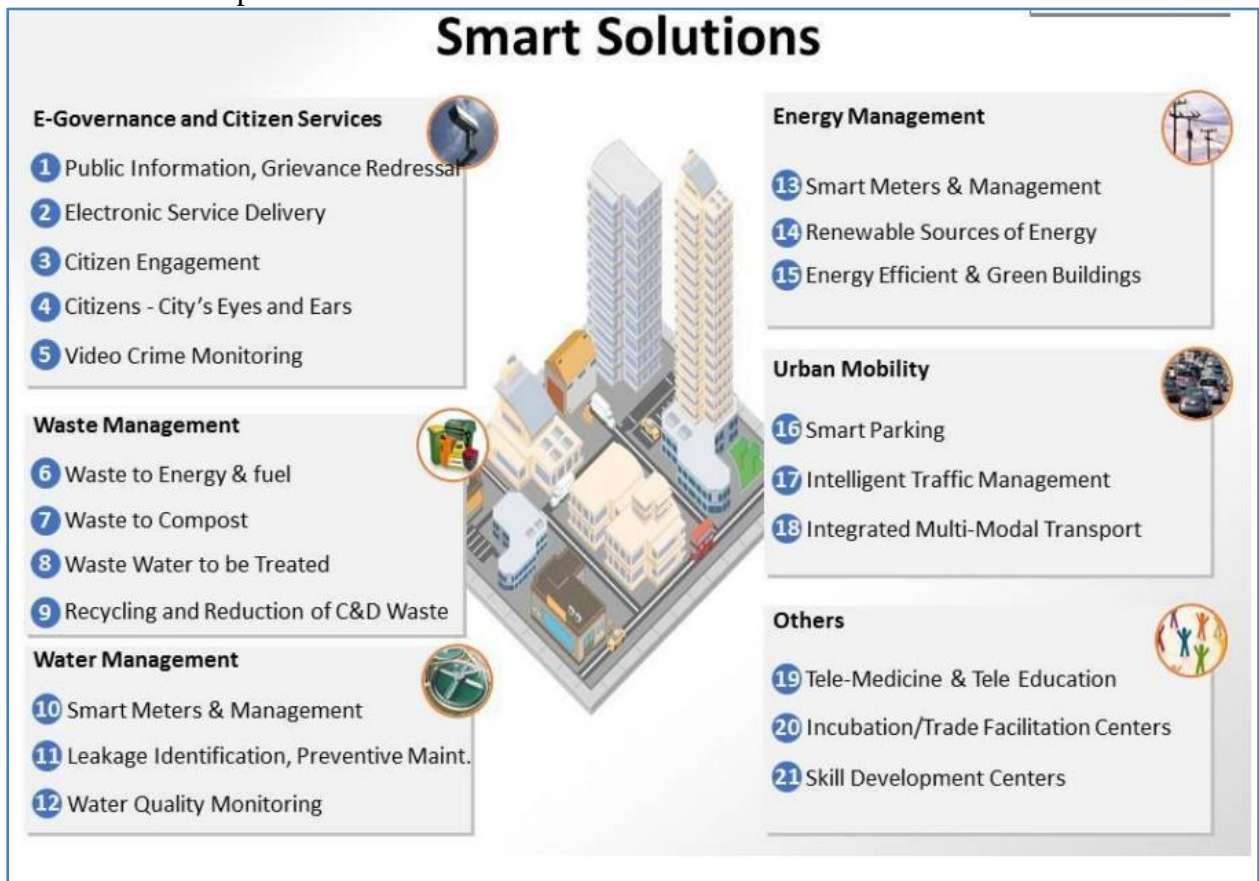 Smart Solutions
E-Governance and Citizen Services
1 Public Information, Grievance Redressal
2 Electronic Service Delivery
3 Citizen Engagement
4 Citizens - City's Eyes and Ears
5 Video Crime Monitoring
Waste Management
6 Waste to Energy & fuel
7 Waste to Compost
8 Waste Water to be Treated
9 Recycling and Reduction of C&D Waste
Water Management
10 Smart Meters & Management
11 Leakage Identification, Preventive Maint.
12 Water Quality Monitoring
Energy Management
13 Smart Meters & Management
14 Renewable Sources of Energy
15 Energy Efficient & Green Buildings
Urban Mobility
16 Smart Parking
17 Intelligent Traffic Management
18 Integrated Multi-Modal Transport
Others
19 Tele-Medicine & Tele Education
20 Incubation/Trade Facilitation Centers
21 Skill Development Centers